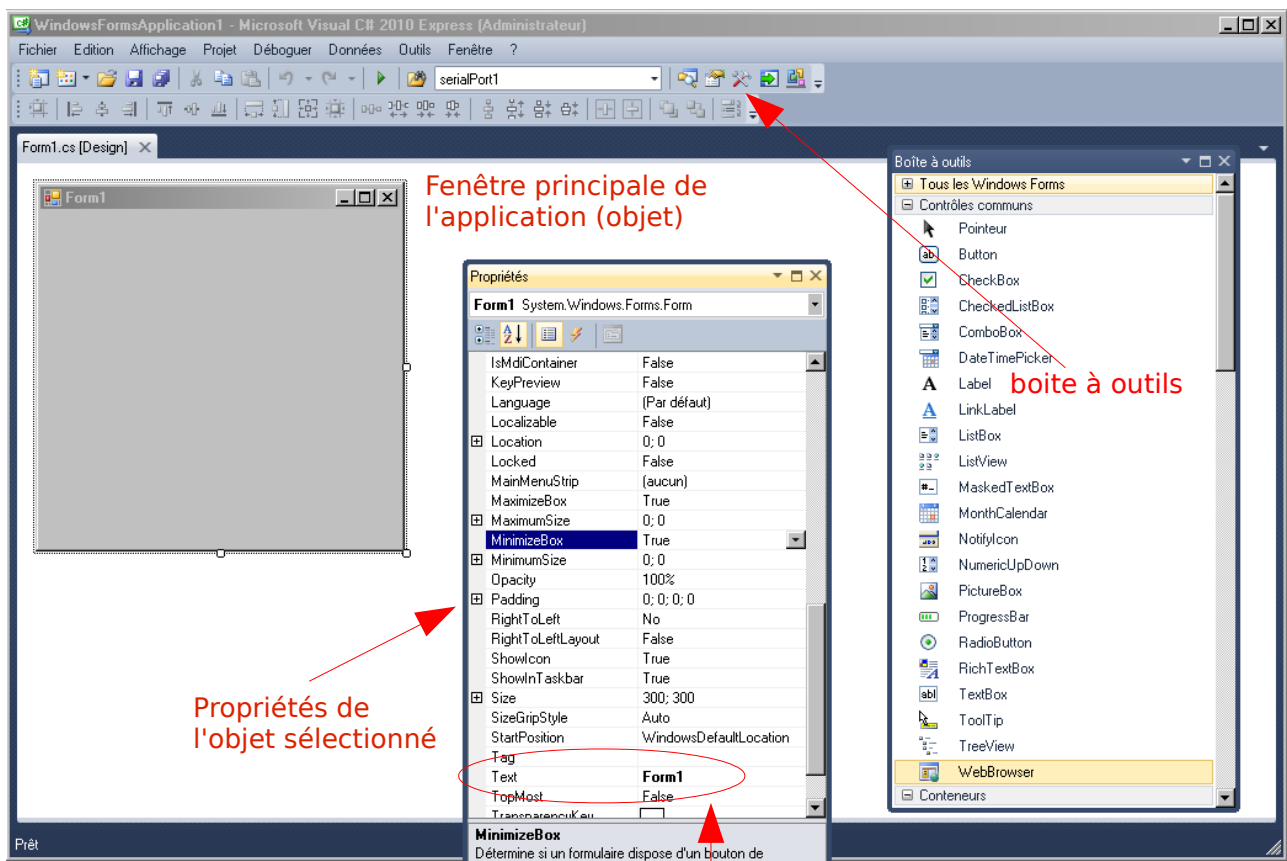 WindowsFormsApplication1 - Microsoft Visual C# 2010 Express (Administrateur)
Fichier Edition Affichage Projet Déboguer Données Outils Fenêtre ?
serialPort1
Form1.cs [Design]
Form1
Fenêtre principale de
l'application (objet)
Propriétés
Form1 System.Windows.Forms.Form
IsMdiContainer False
KeyPreview False
Language (Par défaut)
Localizable False
Location 0; 0
Locked False
MainMenuStrip (aucun)
MaximizeBox True
MaximumSize 0; 0
MinimizeBox True
MinimumSize 0; 0
Opacity 100%
Padding 0; 0; 0; 0
RightToLeft No
RightToLeftLayout False
ShowIcon True
ShowInTaskbar True
Size 300; 300
SizeGripStyle Auto
StartPosition WindowsDefaultLocation
Tag
Text Form1
TopMost False
TransparencyKey
MinimizeBox
Détermine si un formulaire dispose d'un bouton de
Propriétés de
l'objet sélectionné
Boîte à outils
Tous les Windows Forms
Contrôles communs
Pointeur
Button
CheckBox
CheckedListBox
ComboBox
DateTimePicker
Label
boite à outils
LinkLabel
ListBox
ListView
MaskedTextBox
MonthCalendar
NotifyIcon
NumericUpDown
PictureBox
ProgressBar
RadioButton
RichTextBox
TextBox
ToolTip
TreeView
WebBrowser
Conteneurs
Prêt